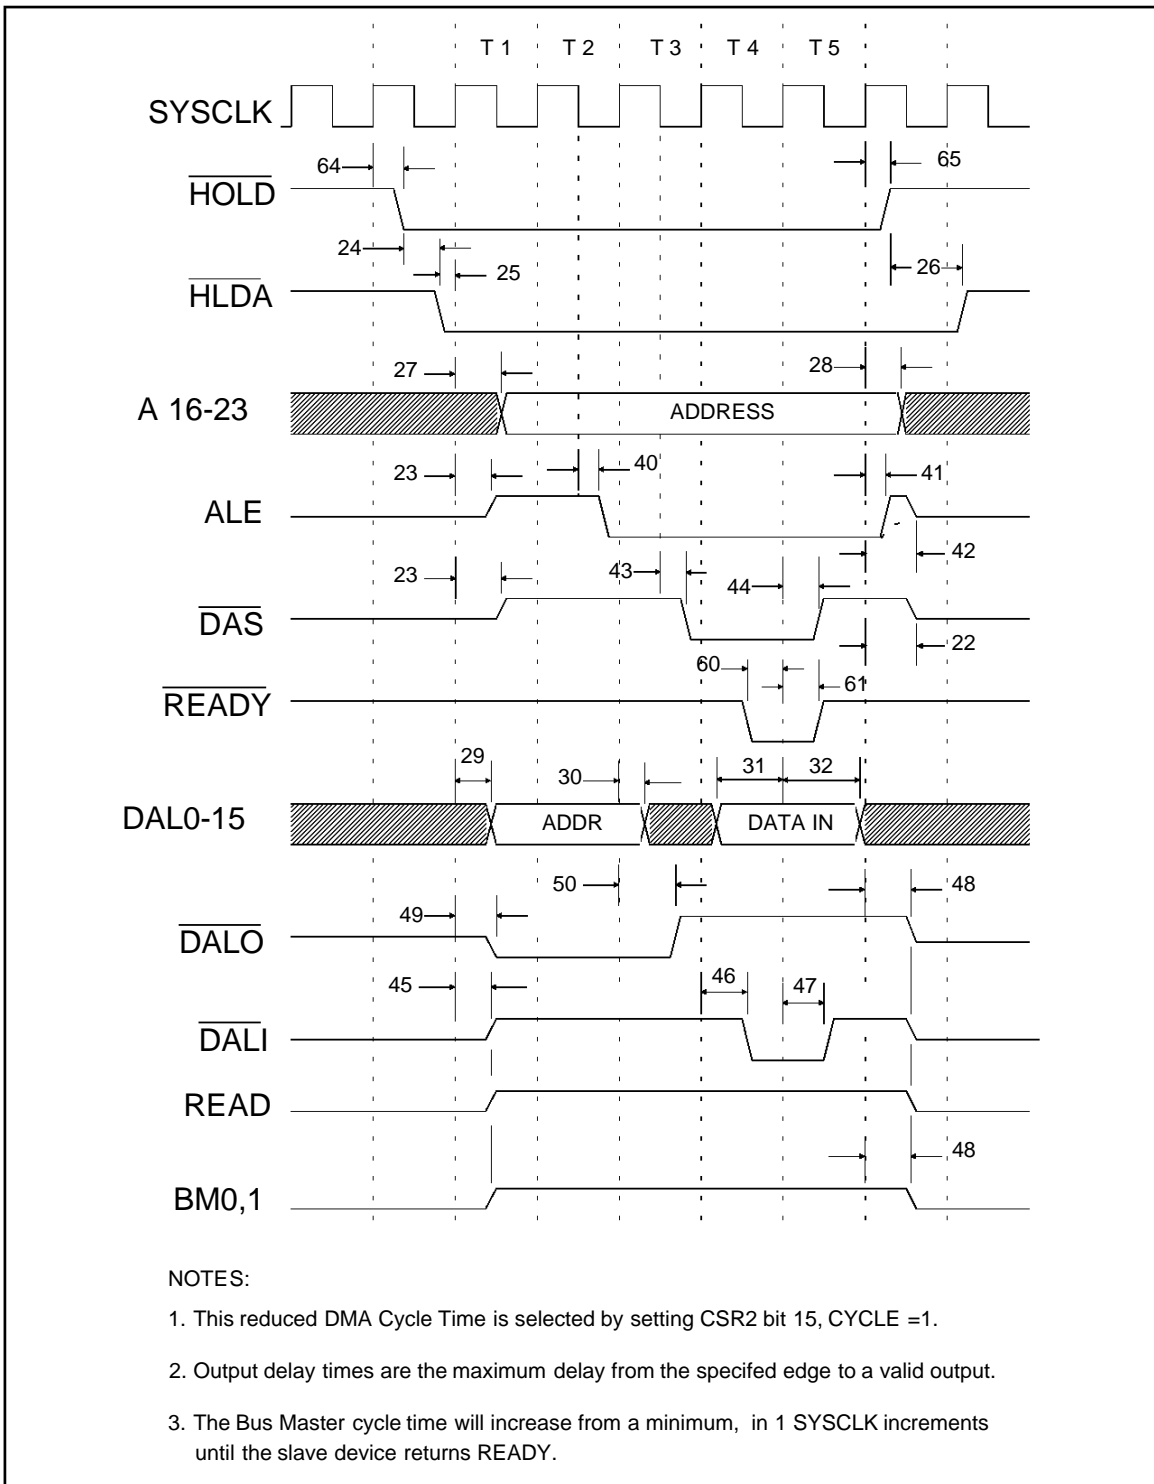 T 1 T 2 T 3 T 4 T 5
SYSCLK
64 65
HOLD
24 25 26
HLDA
27 28
A 16-23 ADDRESS
23 40 41
ALE
42
23 43 44
DAS
22
60 61
READY
29 30 31 32
DAL0-15 ADDR DATA IN
50 48
49
DALO
45 46 47
DALI
READ
48
BM0,1
NOTES:
1. This reduced DMA Cycle Time is selected by setting CSR2 bit 15, CYCLE =1.
2. Output delay times are the maximum delay from the specifed edge to a valid output.
3. The Bus Master cycle time will increase from a minimum, in 1 SYSCLK increments
until the slave device returns READY.